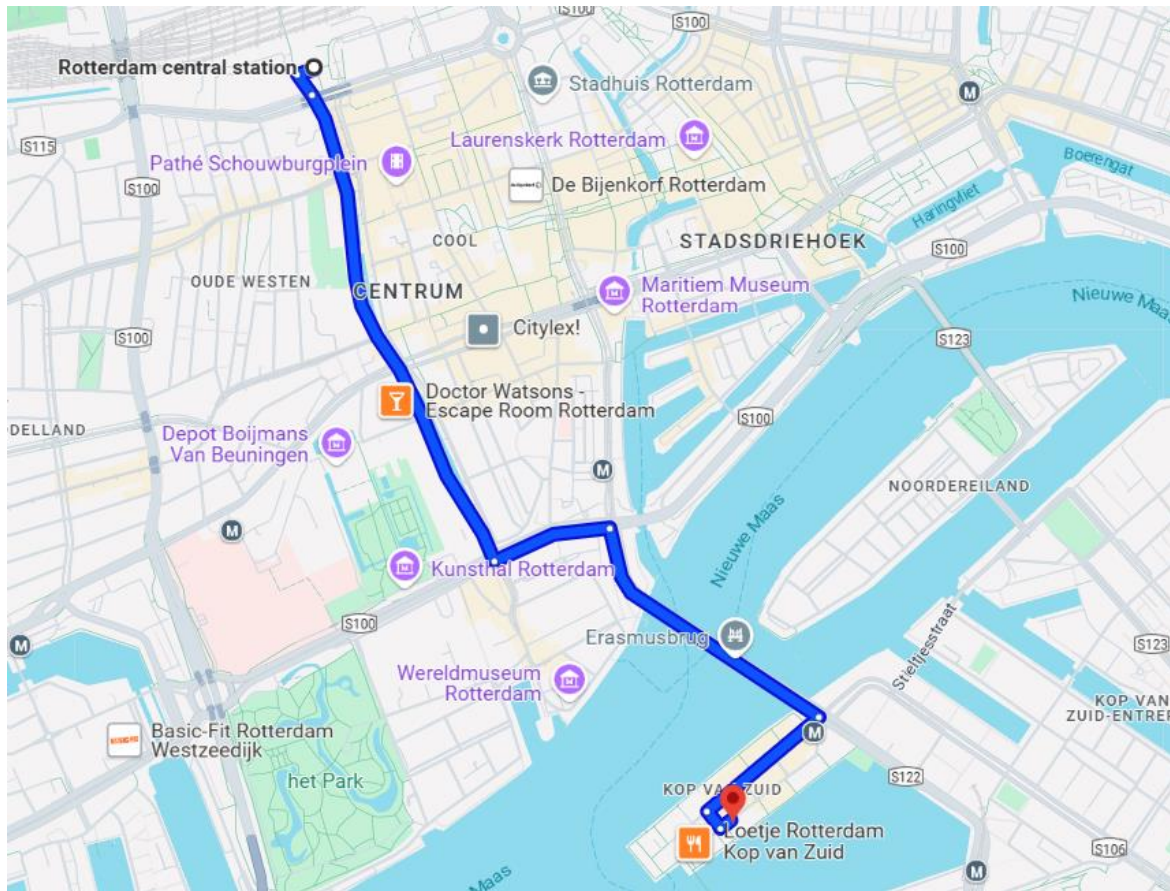 S100
S100
Rotterdam central station
Stadhuis Rotterdam
M
Laurenskerk Rotterdam
S115
Pathé Schouwburgplein
Boerengat
S100
De Bijenkorf Rotterdam
Haringvliet
COOL
STADSDRIEHOEK
S100
OUDE WESTEN
CENTRUM
Maritiem Museum
Rotterdam
Nieuwe Maas
Citylex!
S100
S123
Doctor Watsons -
Escape Room Rotterdam
S100
DELLAND
Depot Boijmans
Van Beuningen
M
NOORDEREILAND
M
Nieuwe Maas
Kunsthal Rotterdam
S100
Erasmusbrug
M
Stieltjesstraat
S123
Wereldmuseum
Rotterdam
KOP VAN
ZUID-ENTREP
Basic-Fit Rotterdam
Westzeedijk
M
het Park
KOP VAN ZUID
S122
Loetje Rotterdam
Kop van Zuid
S106
M
Nieuwe Maas